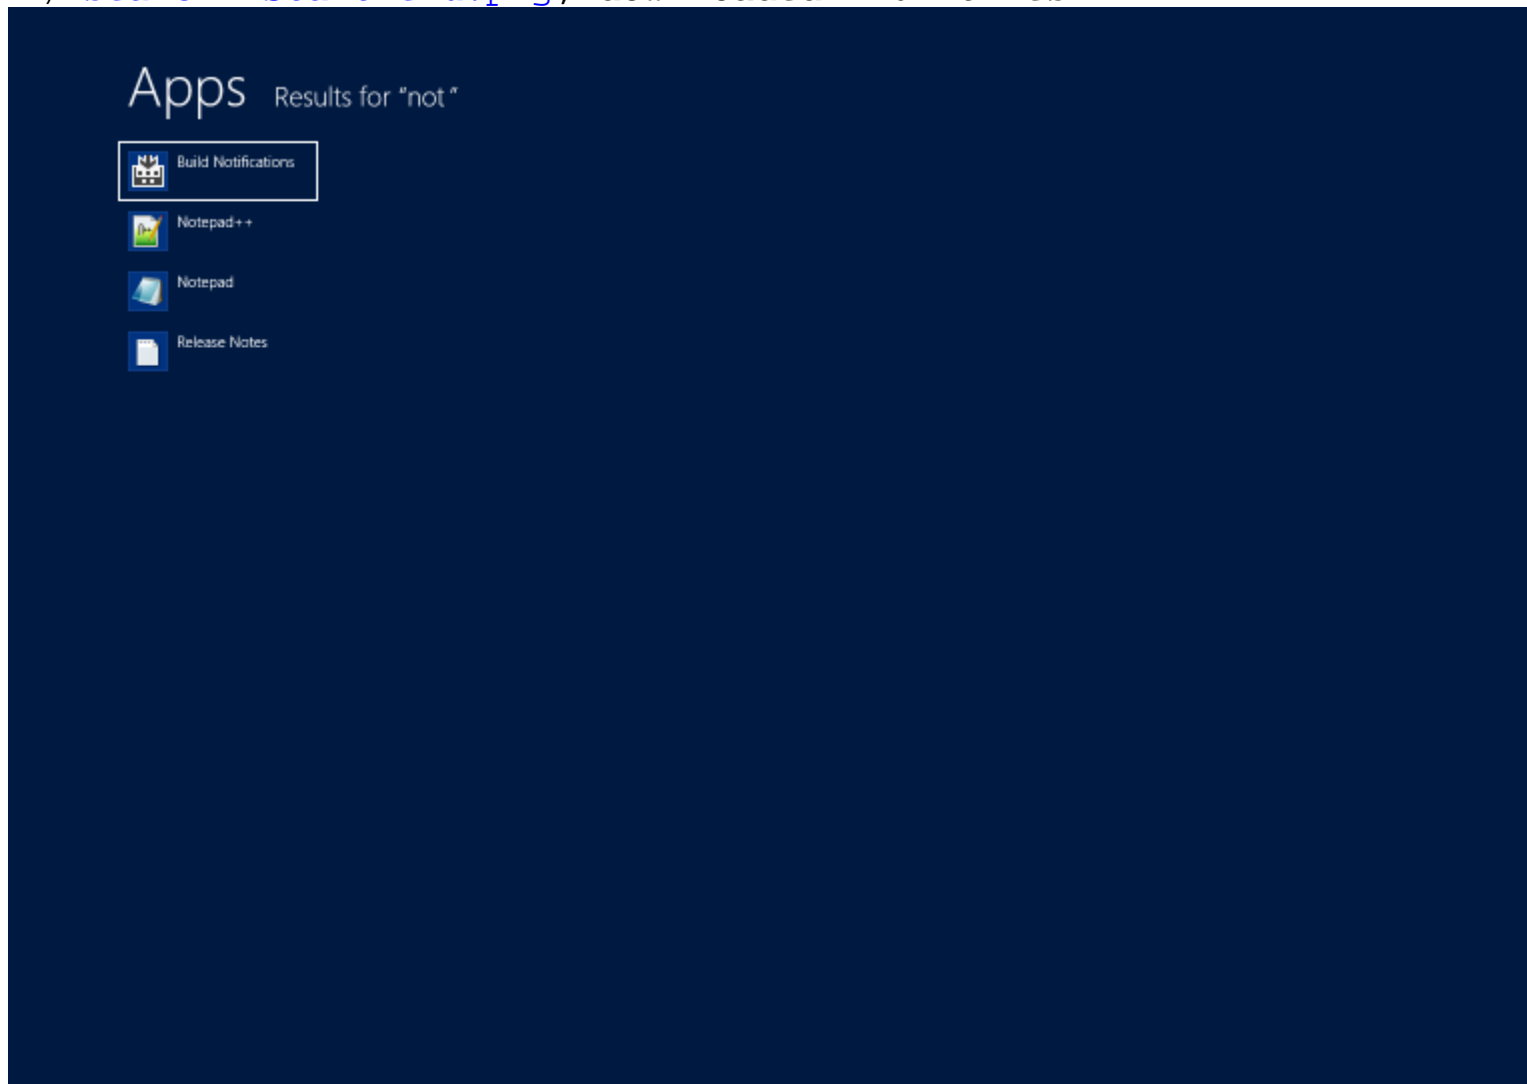 Apps Results for "not"
Build Notifications
Notepad++
Notepad
Release Notes